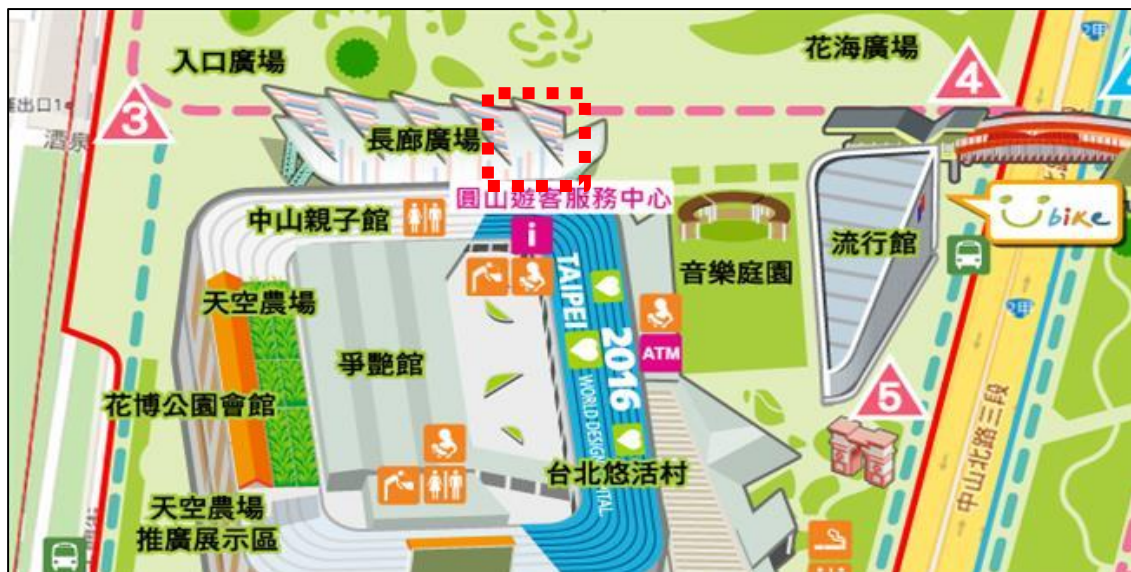 入口廣場
花海廣場
4
3
酒泉
長廊廣場
圓山遊客服務中心
中山親子館
i
天空農場
TAIPEI
2016
WORLD DESIGN
爭艷館
音樂庭園
流行館
bike
ATM
5
花博公園會館
台北悠活村
中山北路三段
天空農場
推廣展示區